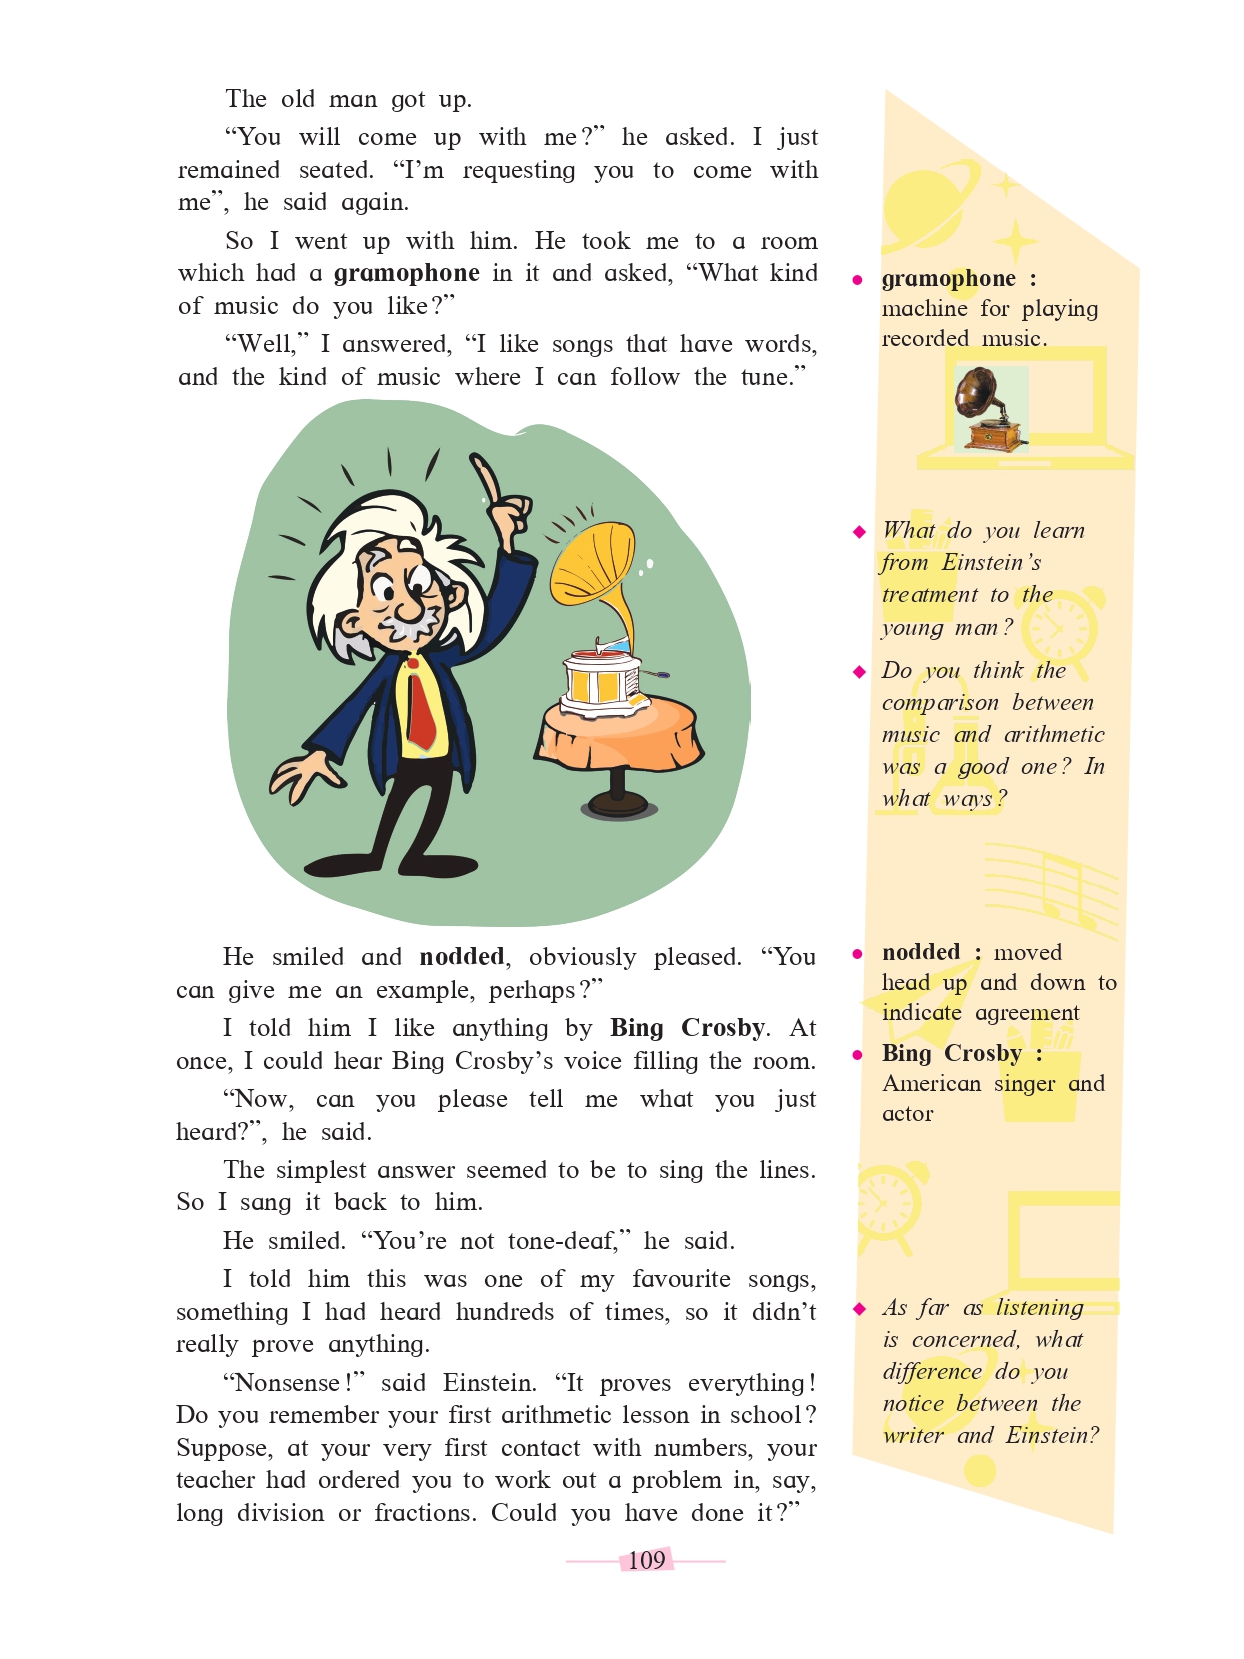 The old man got up.
“You will come up with me?” he asked. I just
remained seated. “I’m requesting you to come with
me”, he said again.
So I went up with him. He took me to a room
which had a gramophone in it and asked, “What kind
of music do you like?”
“Well,” I answered, “I like songs that have words,
and the kind of music where I can follow the tune.”
He smiled and nodded, obviously pleased. “You
can give me an example, perhaps?”
I told him I like anything by Bing Crosby. At
once, I could hear Bing Crosby’s voice filling the room.
“Now, can you please tell me what you just
heard?”, he said.
The simplest answer seemed to be to sing the lines.
So I sang it back to him.
He smiled. “You’re not tone-deaf,” he said.
I told him this was one of my favourite songs,
something I had heard hundreds of times, so it didn’t
really prove anything.
“Nonsense!” said Einstein. “It proves everything!
Do you remember your first arithmetic lesson in school?
Suppose, at your very first contact with numbers, your
teacher had ordered you to work out a problem in, say,
long division or fractions. Could you have done it?”
• gramophone :
machine for playing
recorded music.
◆ What do you learn
from Einstein’s
treatment to the
young man?
◆ Do you think the
comparison between
music and arithmetic
was a good one? In
what ways?
• nodded : moved
head up and down to
indicate agreement
• Bing Crosby :
American singer and
actor
◆ As far as listening
is concerned, what
difference do you
notice between the
writer and Einstein?
109